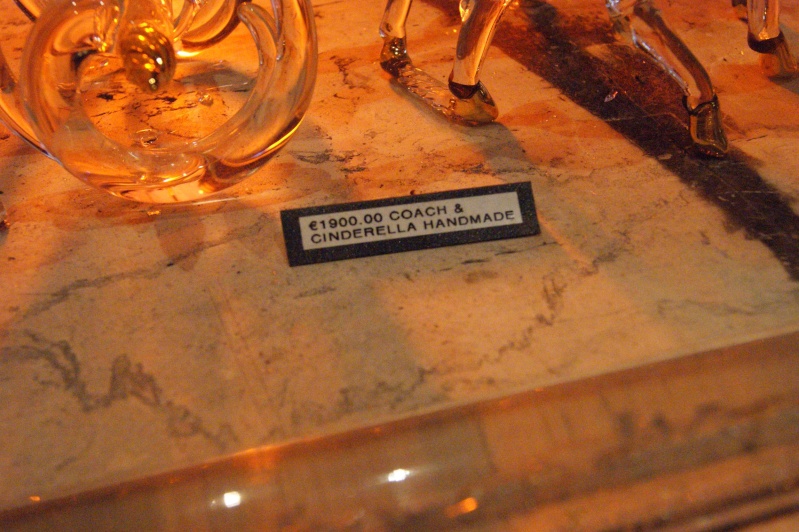 €1900.00 COACH &
CINDERELLA HANDMADE